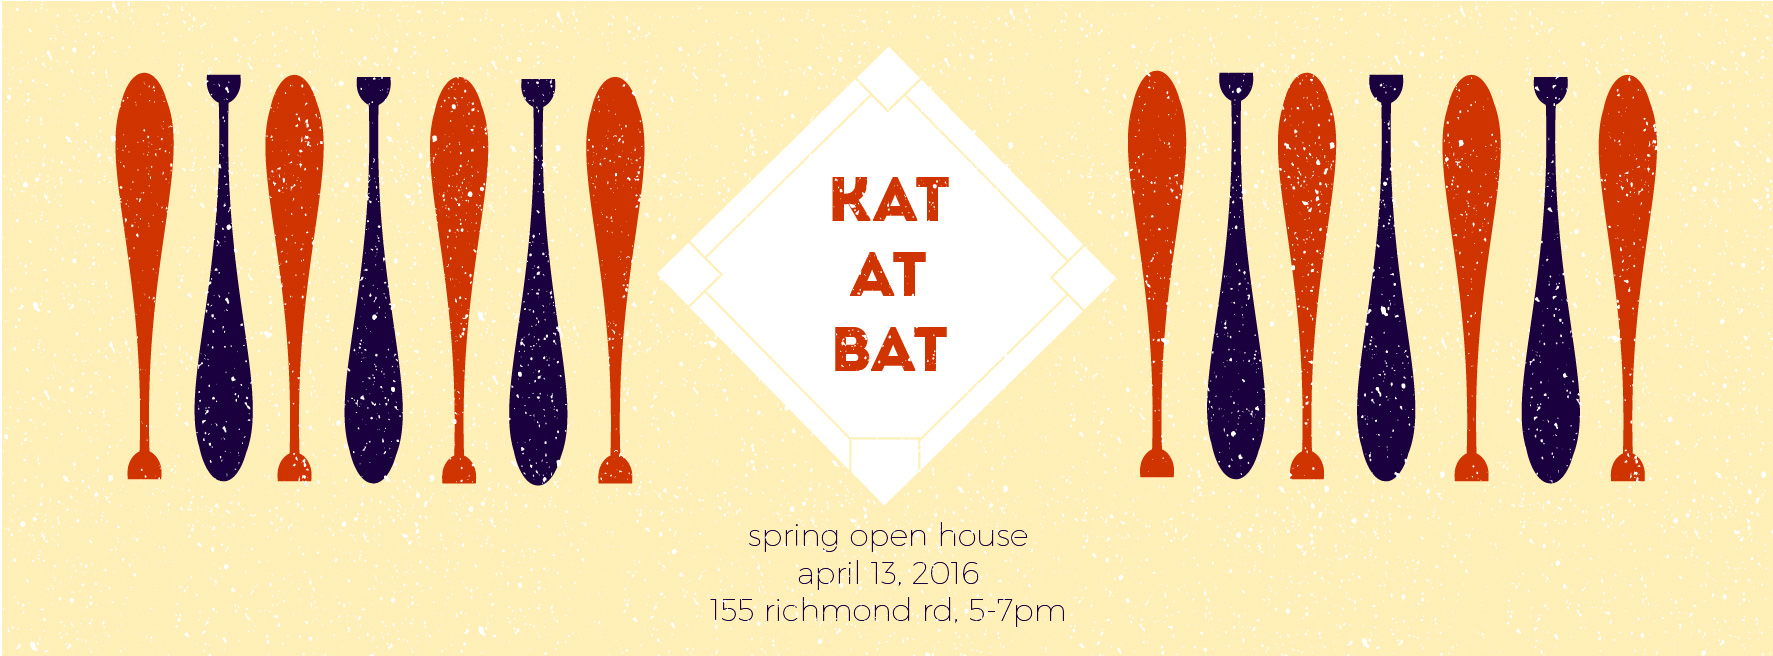 KAT
AT
BAT
spring open house
april 13, 2016
155 richmond rd, 5-7pm